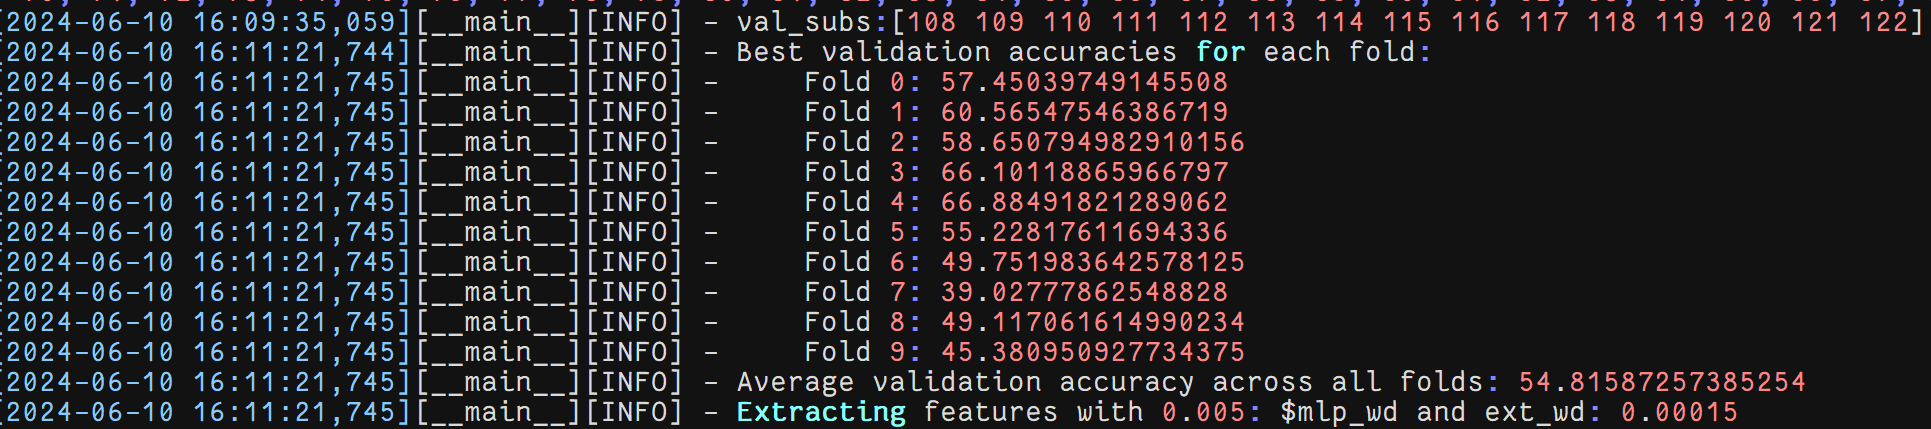 [2024-06-10 16:09:35,059][__main__][INFO] - val_subs:[108 109 110 111 112 113 114 115 116 117 118 119 120 121 122]
[2024-06-10 16:11:21,744][__main__][INFO] - Best validation accuracies for each fold:
[2024-06-10 16:11:21,745][__main__][INFO] -     Fold 0: 57.45039749145508
[2024-06-10 16:11:21,745][__main__][INFO] -     Fold 1: 60.56547546386719
[2024-06-10 16:11:21,745][__main__][INFO] -     Fold 2: 58.650794982910156
[2024-06-10 16:11:21,745][__main__][INFO] -     Fold 3: 66.10118865966797
[2024-06-10 16:11:21,745][__main__][INFO] -     Fold 4: 66.88491821289062
[2024-06-10 16:11:21,745][__main__][INFO] -     Fold 5: 55.22817611694336
[2024-06-10 16:11:21,745][__main__][INFO] -     Fold 6: 49.751983642578125
[2024-06-10 16:11:21,745][__main__][INFO] -     Fold 7: 39.02777862548828
[2024-06-10 16:11:21,745][__main__][INFO] -     Fold 8: 49.117061614990234
[2024-06-10 16:11:21,745][__main__][INFO] -     Fold 9: 45.380950927734375
[2024-06-10 16:11:21,745][__main__][INFO] - Average validation accuracy across all folds: 54.81587257385254
[2024-06-10 16:11:21,745][__main__][INFO] - Extracting features with 0.005: $mlp_wd and ext_wd: 0.00015